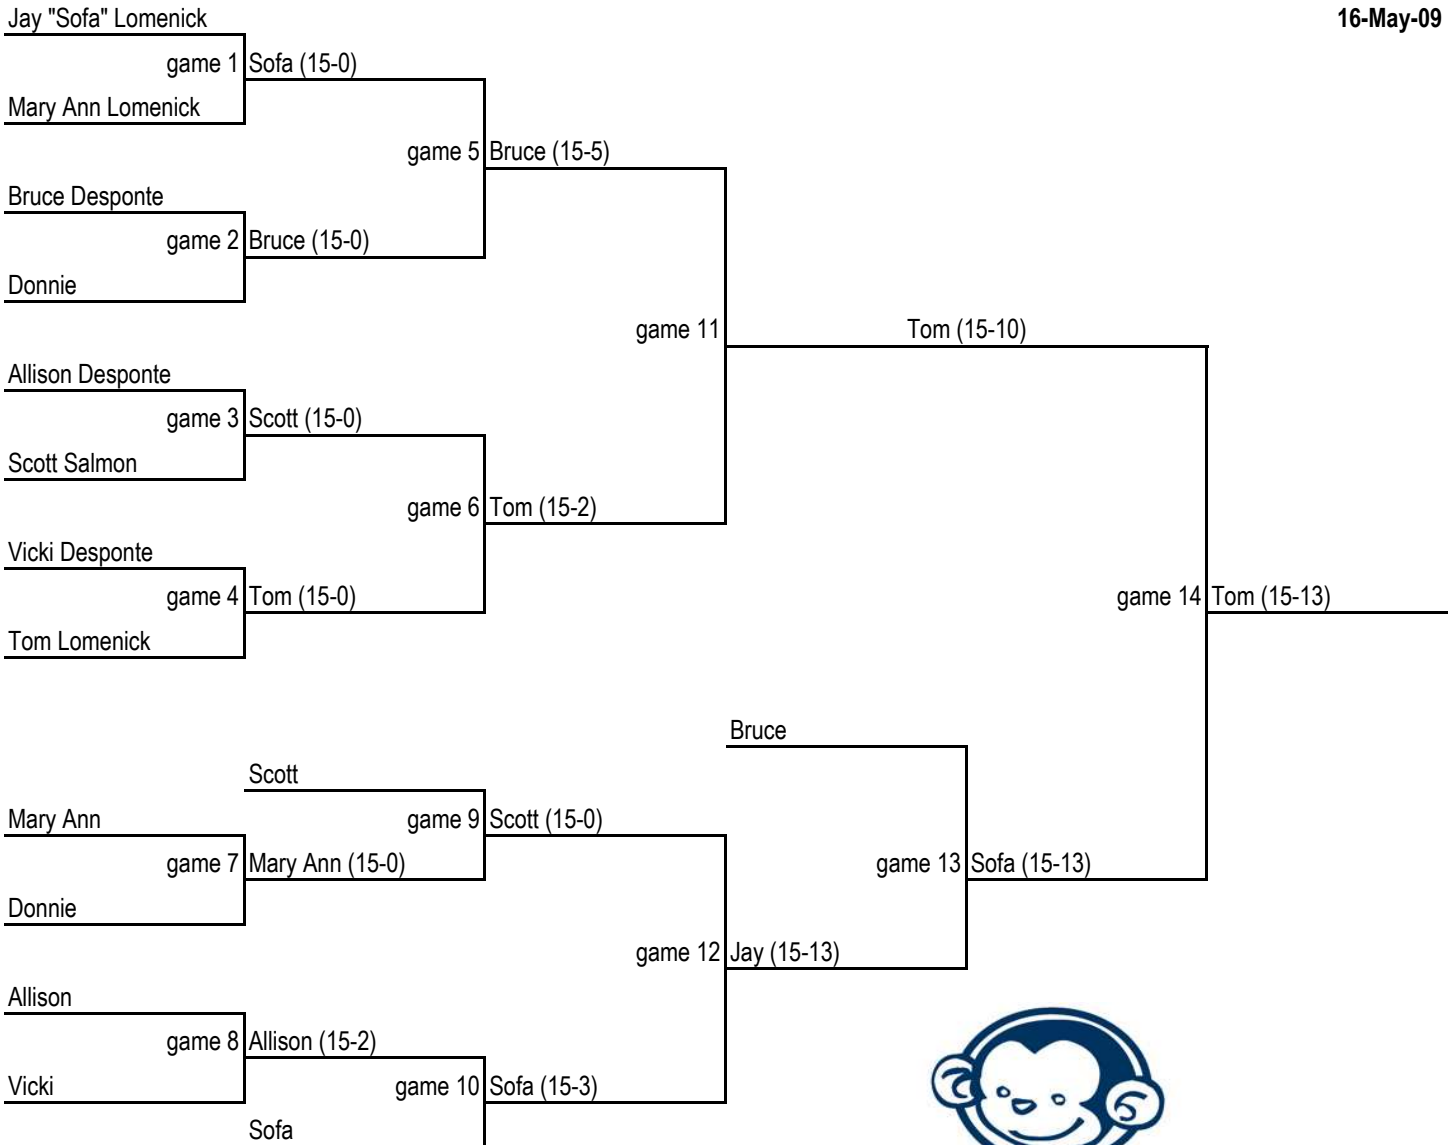 Jay "Sofa" Lomenick
16-May-09
game 1 Sofa (15-0)
Mary Ann Lomenick
game 5 Bruce (15-5)
Bruce Desponte
game 2 Bruce (15-0)
Donnie
game 11 Tom (15-10)
Allison Desponte
game 3 Scott (15-0)
Scott Salmon
game 6 Tom (15-2)
Vicki Desponte
game 4 Tom (15-0)
game 14 Tom (15-13)
Tom Lomenick
Bruce
Scott
Mary Ann
game 9 Scott (15-0)
game 7 Mary Ann (15-0)
game 13 Sofa (15-13)
Donnie
game 12 Jay (15-13)
Allison
game 8 Allison (15-2)
Vicki
game 10 Sofa (15-3)
Sofa